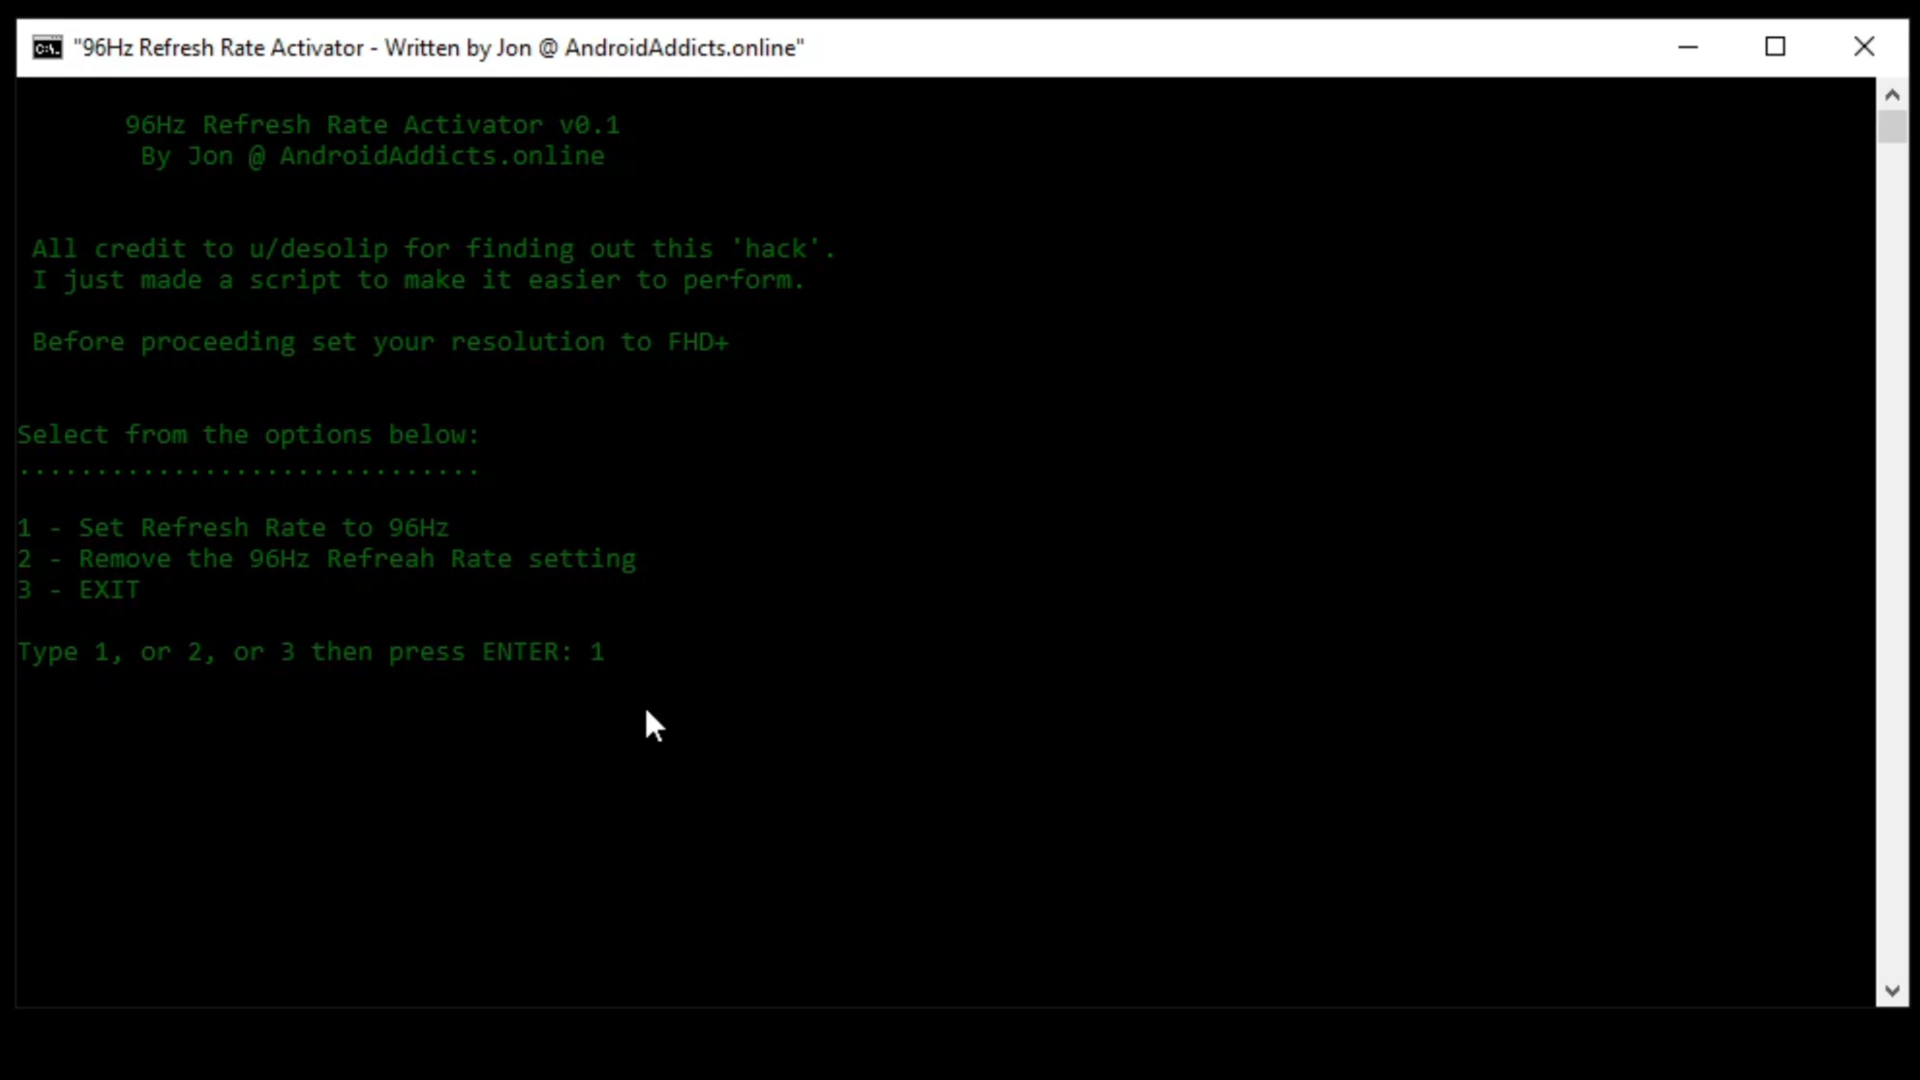 "96Hz Refresh Rate Activator - Written by Jon @ AndroidAddicts.online"
96Hz Refresh Rate Activator v0.1
By Jon @ AndroidAddicts.online
All credit to u/desolip for finding out this 'hack'.
I just made a script to make it easier to perform.
Before proceeding set your resolution to FHD+
Select from the options below:
..............................
1 - Set Refresh Rate to 96Hz
2 - Remove the 96Hz Refreah Rate setting
3 - EXIT
Type 1, or 2, or 3 then press ENTER: 1